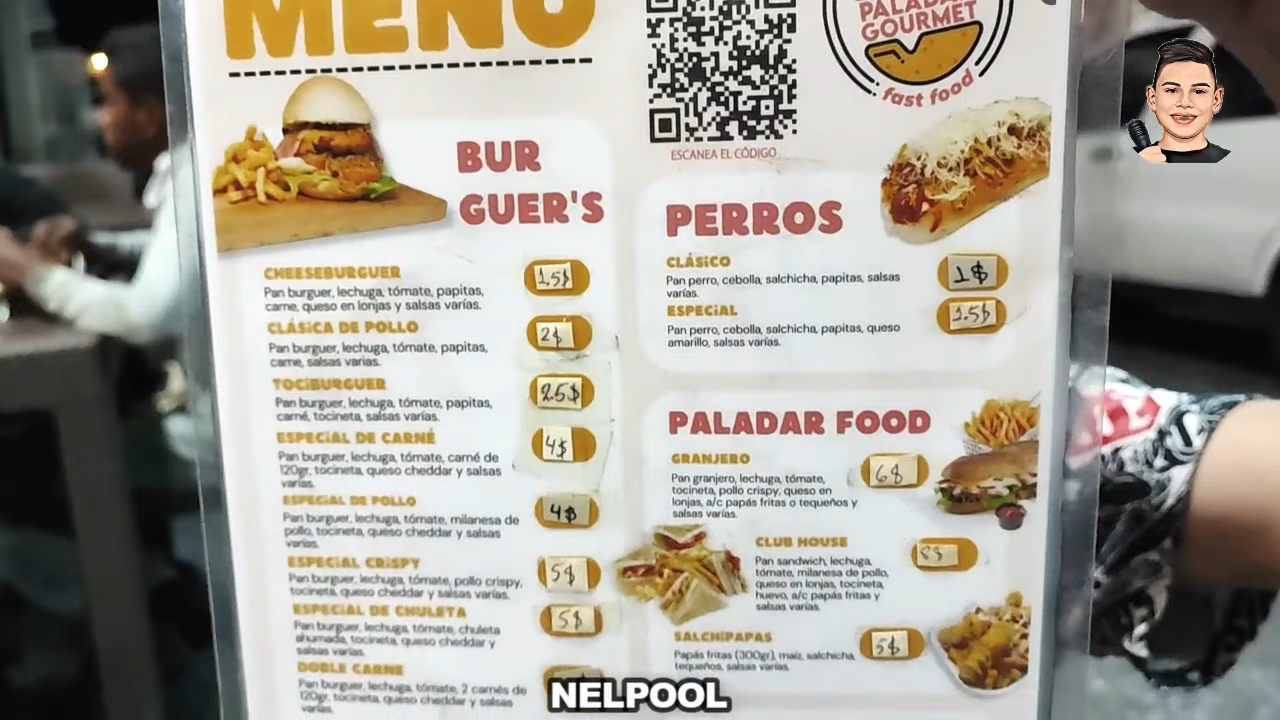 MENÚ
PALADAR
GOURMET
fast food
ESCANEA EL CÓDIGO
BUR
GUER'S
CHEESEBURGUER
1.5$
Pan burguer, lechuga, tómate, papitas,
carne, queso en lonjas y salsas varías.
CLÁSiCA DE POLLO
2$
Pan burguer, lechuga, tómate, papitas,
carne, salsas varias.
TOCiBURGUER
2.5$
Pan burguer, lechuga, tómate, papitas,
carné, tocineta, salsas varías.
ESPECiAL DE CARNÉ
4$
Pan burguer, lechuga, tómate, carné de
120gr, tocineta, queso cheddar y salsas
varías.
ESPECiAL DE POLLO
4$
Pan burguer, lechuga, tómate, milanesa de
pollo, tocineta, queso cheddar y salsas
varías.
ESPECiAL CRiSPY
5$
Pan burguer, lechuga, tómate, pollo crispy,
tocineta, queso cheddar y salsas varías.
ESPECiAL DE CHULETA
5$
Pan burguer, lechuga, tómate, chuleta
ahumada, tocineta, queso cheddar y
salsas varías.
DOBLE CARNE
Pan burguer, lechuga, tómate, 2 carnés de
120gr, tocineta, queso cheddar y salsas
varías.
PERROS
CLÁSiCO
1$
Pan perro, cebolla, salchicha, papitas, salsas
varías.
ESPECiAL
1.5$
Pan perro, cebolla, salchicha, papitas, queso
amarillo, salsas varías.
PALADAR FOOD
GRANJERO
6$
Pan granjero, lechuga, tómate,
tocineta, pollo crispy, queso en
lonjas, a/c papás fritas o tequeños y
salsas varías.
CLUB HOUSE
8$
Pan sandwich, lechuga,
tómate, milanesa de pollo,
queso en lonjas, tocineta,
huevo, a/c papás fritas y
salsas varías.
SALCHiPAPAS
5$
Papás fritas (300gr), maíz, salchicha,
tequeños, salsas varías.
NELPOOL